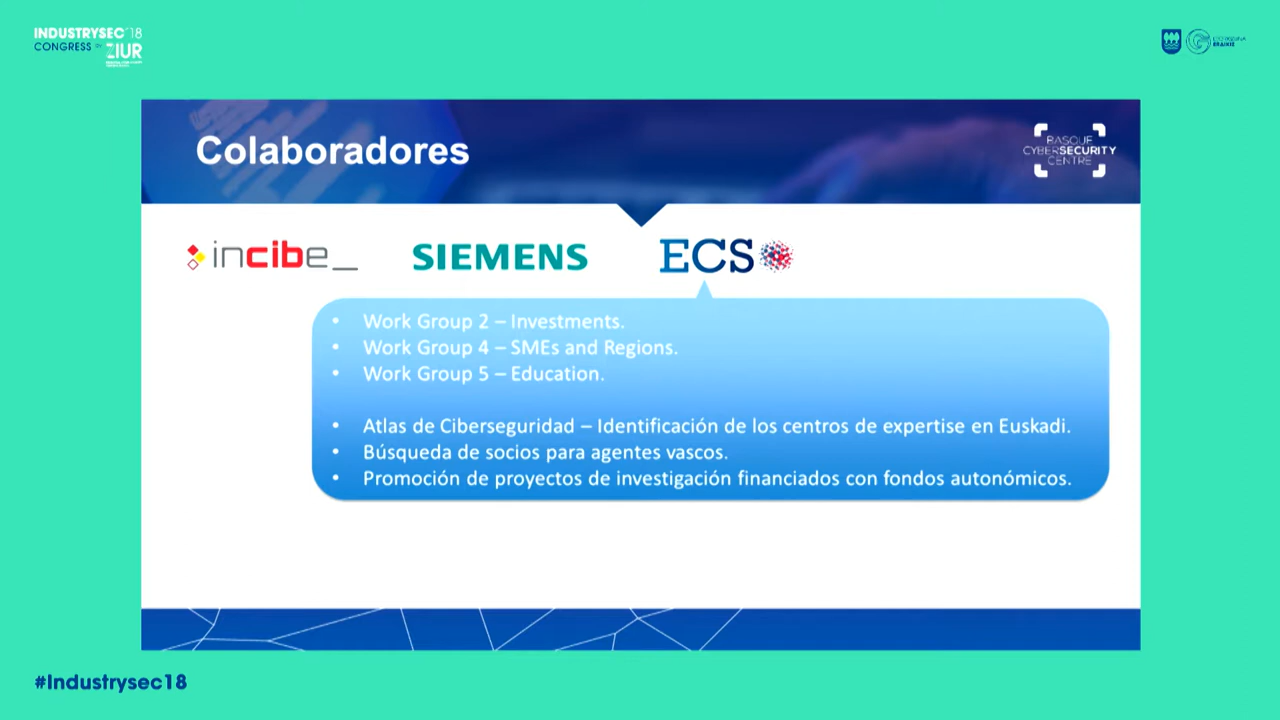 INDUSTRYSEC'18
CONGRESS BY ZIUR
Colaboradores
BASQUE
CYBERSECURITY
CENTRE
incibe_
SIEMENS
ECS
• Work Group 2 – Investments.
• Work Group 4 – SMEs and Regions.
• Work Group 5 – Education.
• Atlas de Ciberseguridad – Identificación de los centros de expertise en Euskadi.
• Búsqueda de socios para agentes vascos.
• Promoción de proyectos de investigación financiados con fondos autonómicos.
#Industrysec18